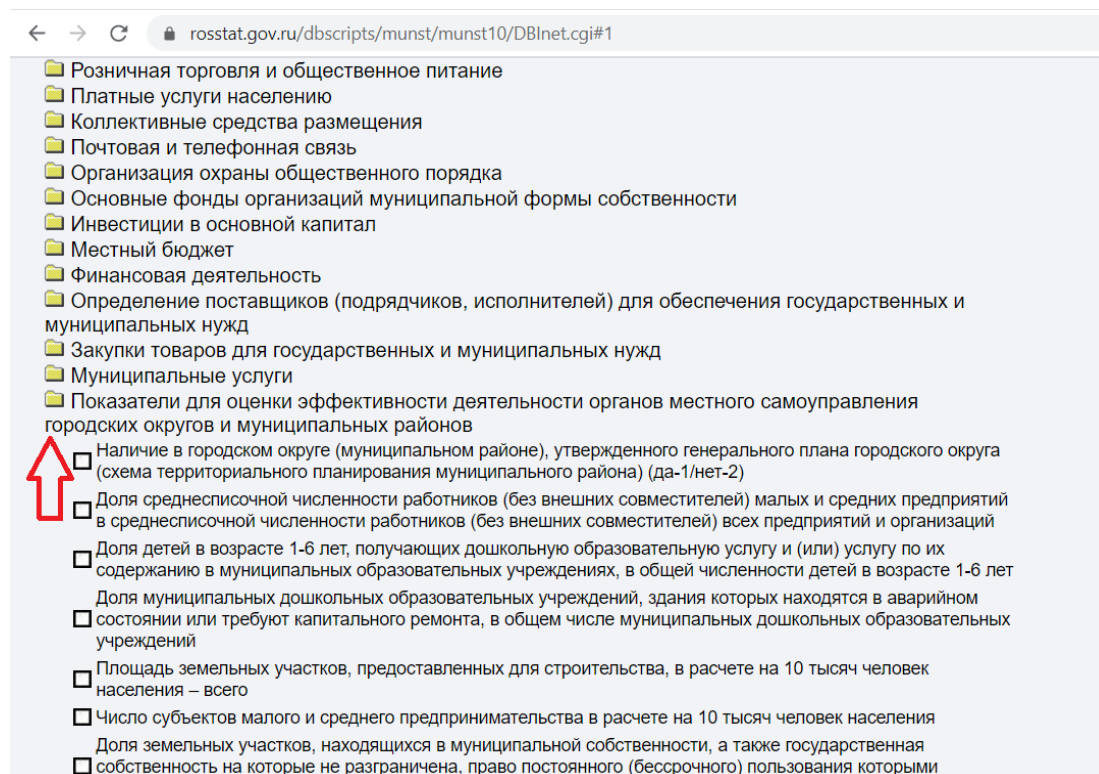 rosstat.gov.ru/dbscripts/munst/munst10/DBInet.cgi#1
Розничная торговля и общественное питание
Платные услуги населению
Коллективные средства размещения
Почтовая и телефонная связь
Организация охраны общественного порядка
Основные фонды организаций муниципальной формы собственности
Инвестиции в основной капитал
Местный бюджет
Финансовая деятельность
Определение поставщиков (подрядчиков, исполнителей) для обеспечения государственных и
муниципальных нужд
Закупки товаров для государственных и муниципальных нужд
Муниципальные услуги
Показатели для оценки эффективности деятельности органов местного самоуправления
городских округов и муниципальных районов
Наличие в городском округе (муниципальном районе), утвержденного генерального плана городского округа
(схема территориального планирования муниципального района) (да-1/нет-2)
Доля среднесписочной численности работников (без внешних совместителей) малых и средних предприятий
в среднесписочной численности работников (без внешних совместителей) всех предприятий и организаций
Доля детей в возрасте 1-6 лет, получающих дошкольную образовательную услугу и (или) услугу по их
содержанию в муниципальных образовательных учреждениях, в общей численности детей в возрасте 1-6 лет
Доля муниципальных дошкольных образовательных учреждений, здания которых находятся в аварийном
состоянии или требуют капитального ремонта, в общем числе муниципальных дошкольных образовательных
учреждений
Площадь земельных участков, предоставленных для строительства, в расчете на 10 тысяч человек
населения – всего
Число субъектов малого и среднего предпринимательства в расчете на 10 тысяч человек населения
Доля земельных участков, находящихся в муниципальной собственности, а также государственная
собственность на которые не разграничена, право постоянного (бессрочного) пользования которыми